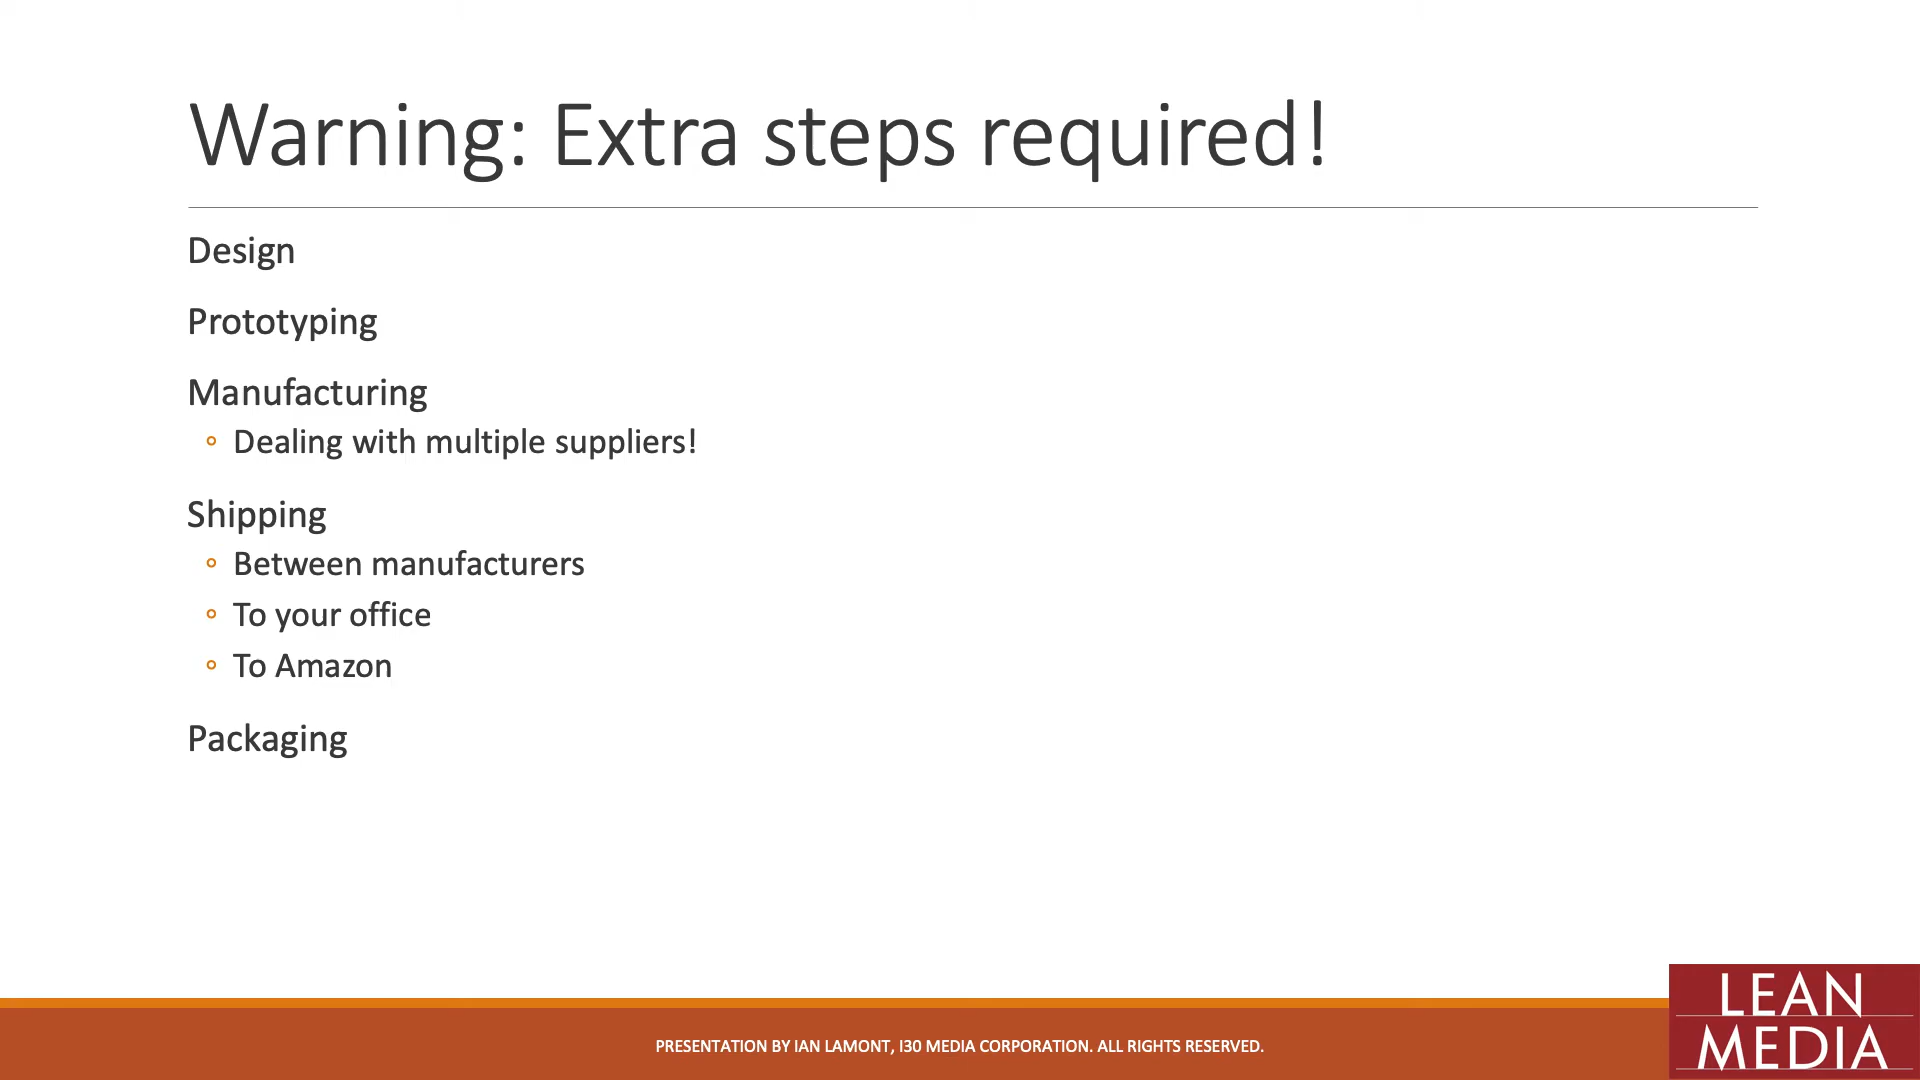 Warning: Extra steps required!
Design
Prototyping
Manufacturing
◦ Dealing with multiple suppliers!
Shipping
◦ Between manufacturers
◦ To your office
◦ To Amazon
Packaging
PRESENTATION BY IAN LAMONT, I30 MEDIA CORPORATION. ALL RIGHTS RESERVED.
LEAN
MEDIA